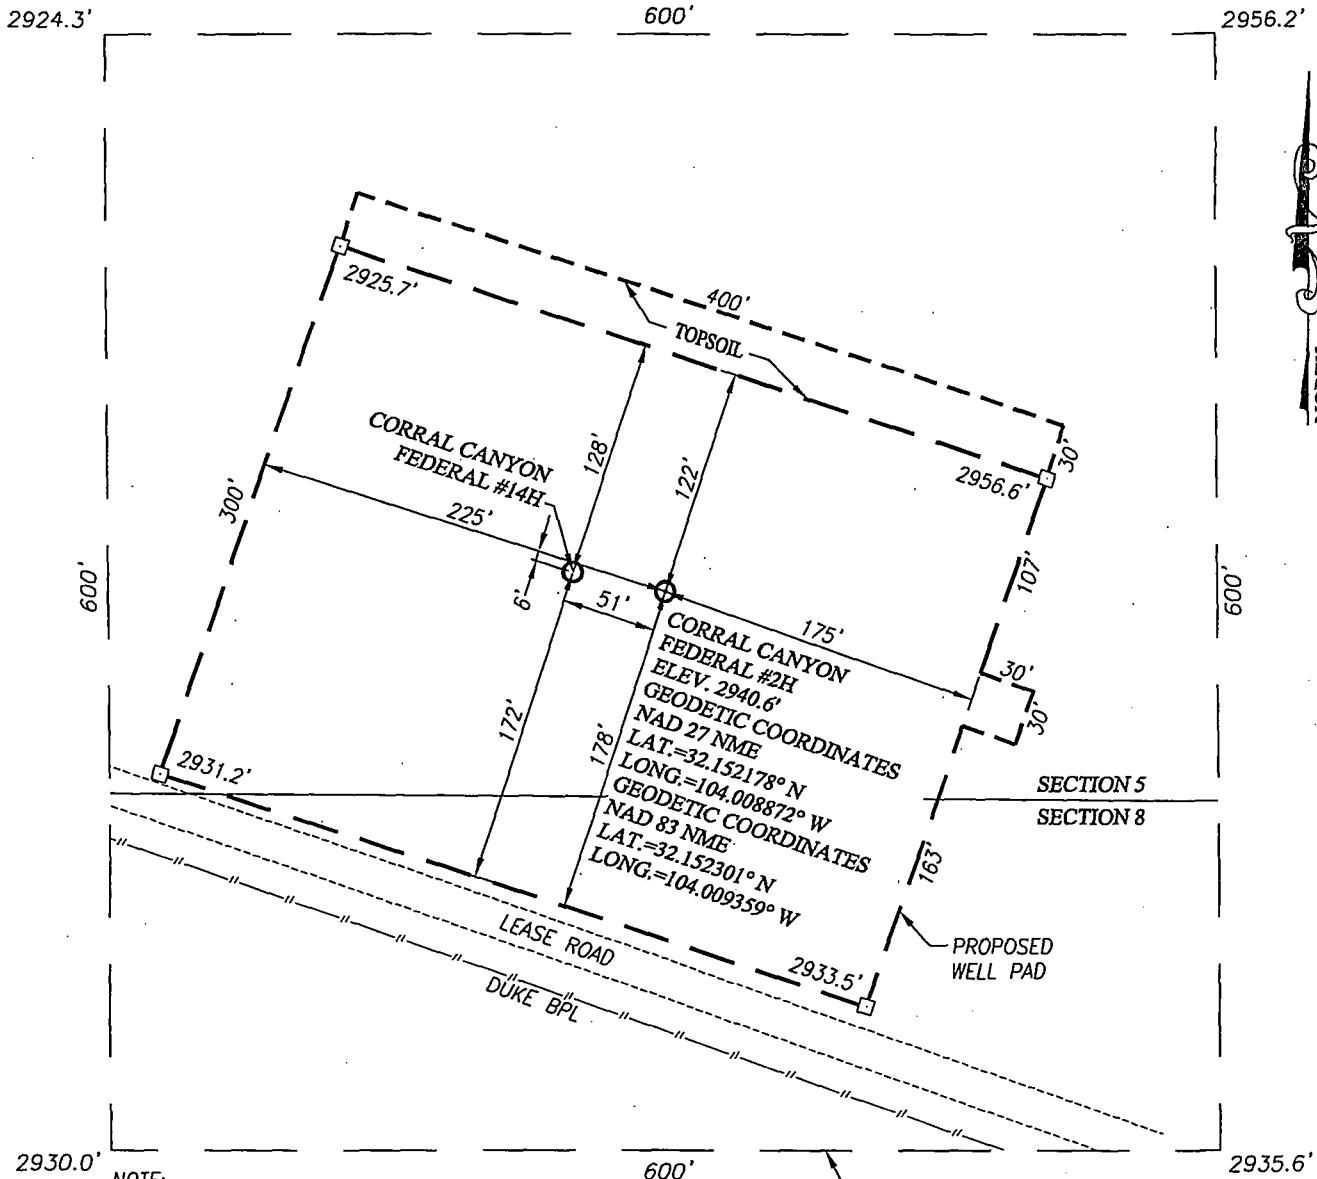 2924.3'
600'
2956.2'
2925.7'
400'
TOPSOIL
30'
2956.6'
CORRAL CANYON
FEDERAL #14H
128'
122'
300'
225'
107'
6'
51'
175'
30'
30'
600'
600'
CORRAL CANYON
FEDERAL #2H
ELEV. 2940.6'
GEODETIC COORDINATES
NAD 27 NME
LAT.=32.152178° N
LONG.=104.008872° W
GEODETIC COORDINATES
NAD 83 NME
LAT.=32.152301° N
LONG.=104.009359° W
172'
178'
2931.2'
SECTION 5
SECTION 8
163'
LEASE ROAD
2933.5'
PROPOSED
WELL PAD
DUKE BPL
2930.0'
600'
2935.6'
NOTE: